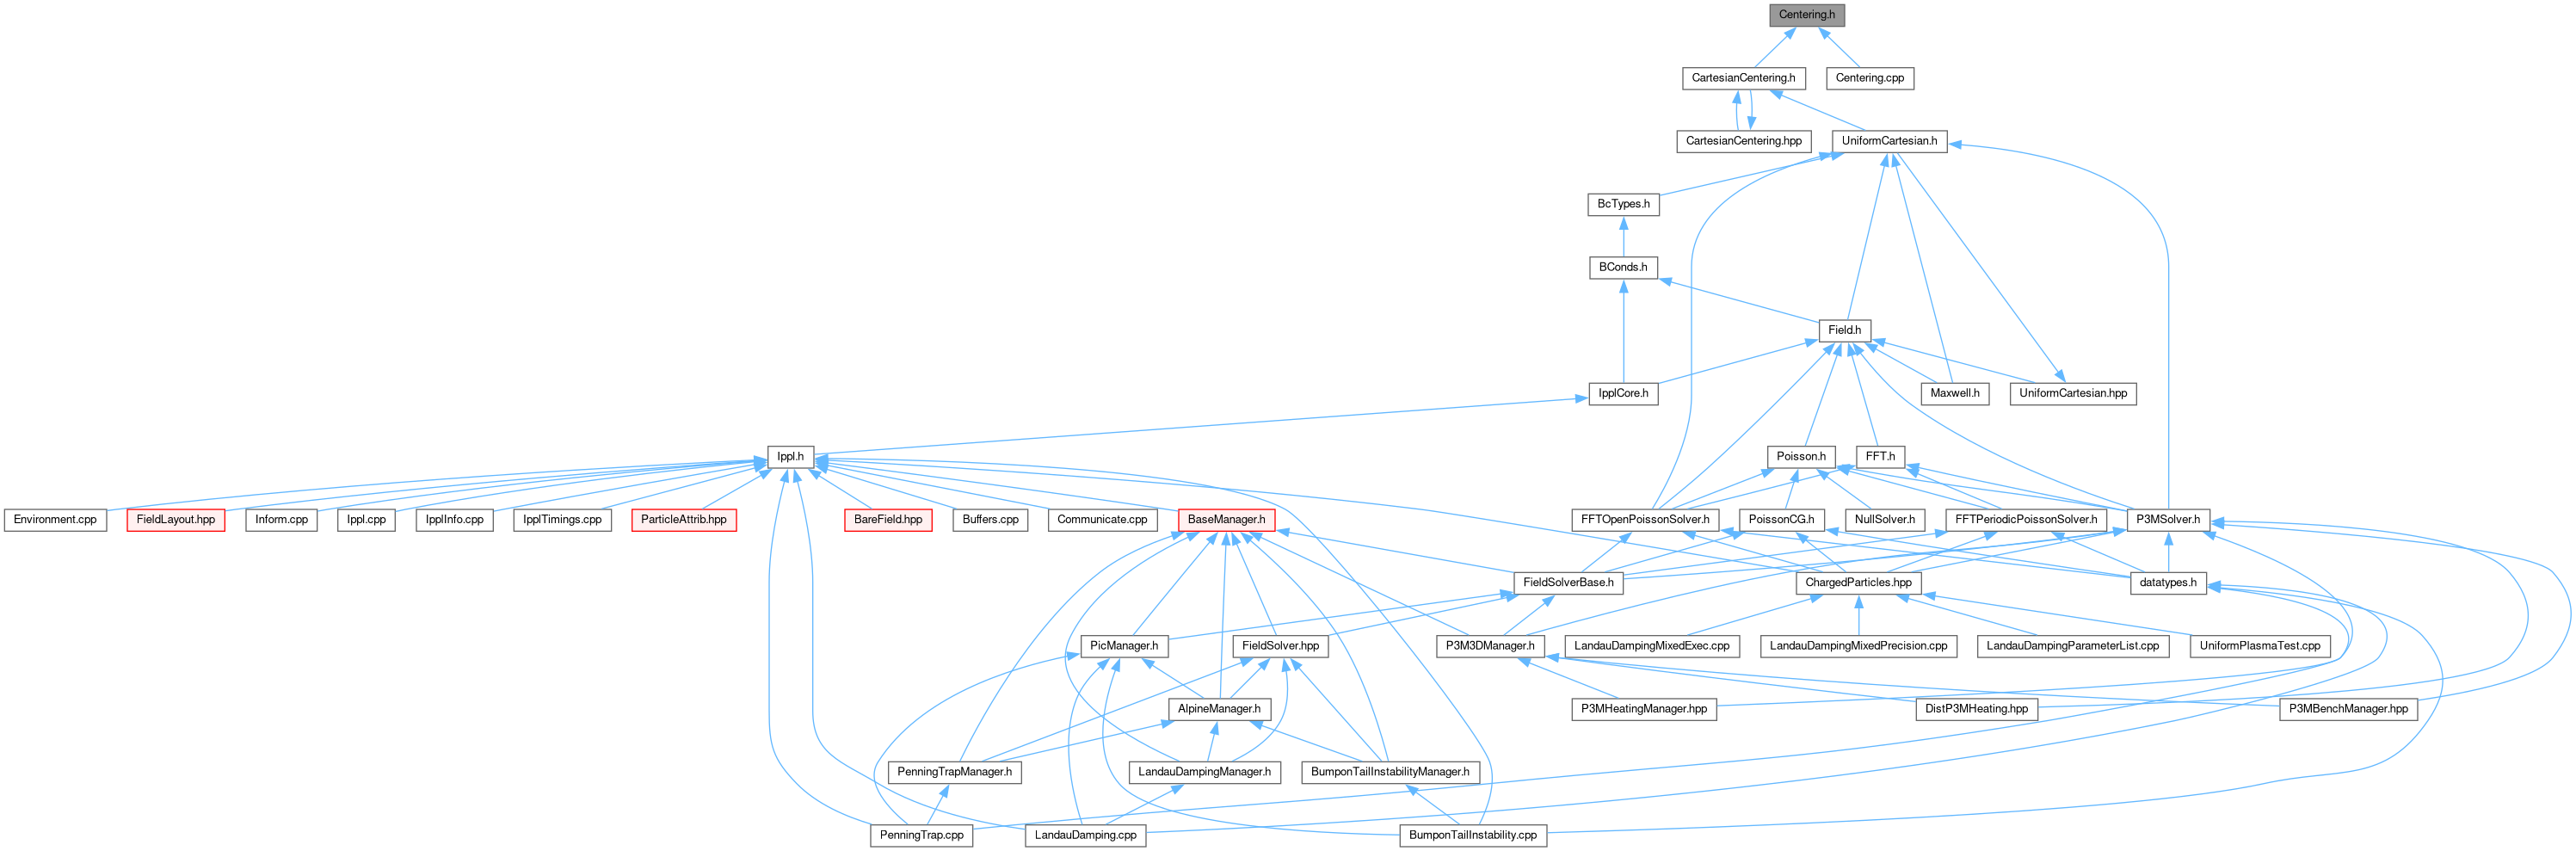 Centering.h
CartesianCentering.h
Centering.cpp
CartesianCentering.hpp
UniformCartesian.h
BcTypes.h
BConds.h
Field.h
IpplCore.h
Maxwell.h
UniformCartesian.hpp
Ippl.h
Poisson.h
FFT.h
Environment.cpp
FieldLayout.hpp
Inform.cpp
Ippl.cpp
IpplInfo.cpp
IpplTimings.cpp
ParticleAttrib.hpp
BareField.hpp
Buffers.cpp
Communicate.cpp
BaseManager.h
FFTOpenPoissonSolver.h
PoissonCG.h
NullSolver.h
FFTPeriodicPoissonSolver.h
P3MSolver.h
FieldSolverBase.h
ChargedParticles.hpp
datatypes.h
PicManager.h
FieldSolver.hpp
P3M3DManager.h
LandauDampingMixedExec.cpp
LandauDampingMixedPrecision.cpp
LandauDampingParameterList.cpp
UniformPlasmaTest.cpp
AlpineManager.h
P3MHeatingManager.hpp
DistP3MHeating.hpp
P3MBenchManager.hpp
PenningTrapManager.h
LandauDampingManager.h
BumponTailInstabilityManager.h
PenningTrap.cpp
LandauDamping.cpp
BumponTailInstability.cpp